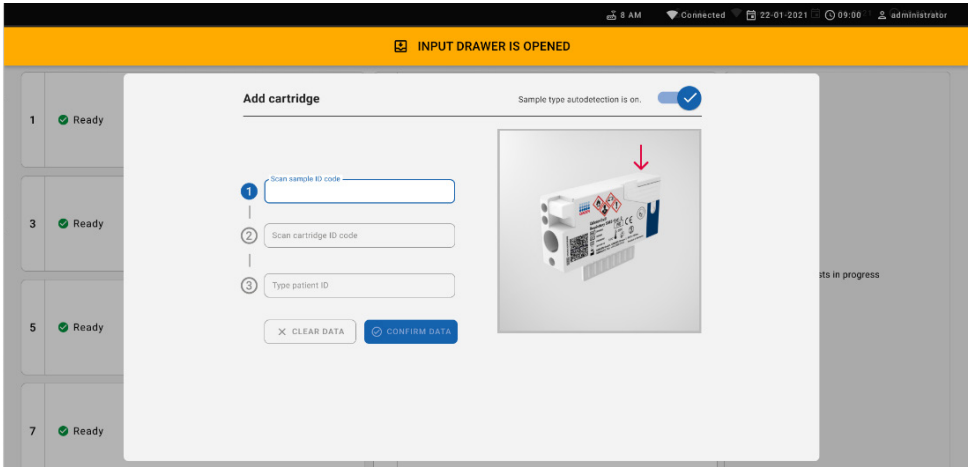 8 AM Connected 22-01-2021 09:00 administrator
INPUT DRAWER IS OPENED
Add cartridge
Sample type autodetection is on.
1 Ready
3 Ready
5 Ready
7 Ready
1 Scan sample ID code
2 Scan cartridge ID code
3 Type patient ID
CLEAR DATA CONFIRM DATA
CE
sts in progress